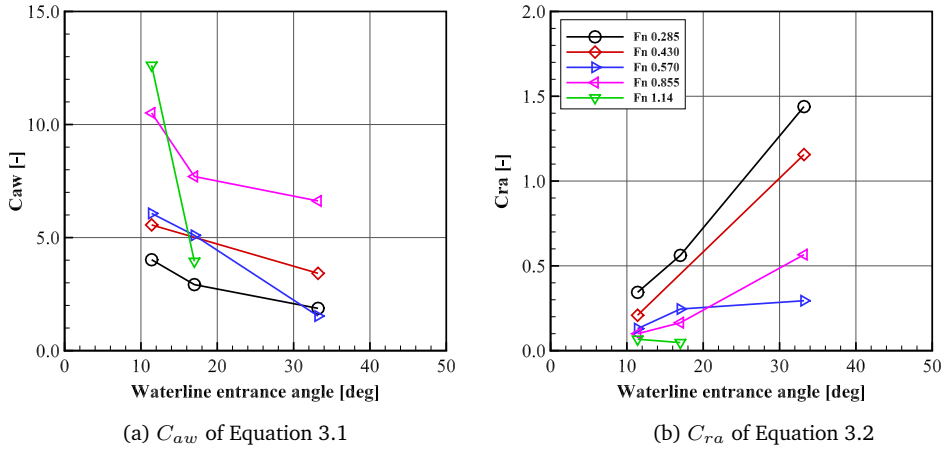 15.0
10.0
5.0
0.0
Caw [-]
0 10 20 30 40 50
Waterline entrance angle [deg]
(a) C_aw of Equation 3.1
2.0
1.5
1.0
0.5
0.0
Cra [-]
Fn 0.285
Fn 0.430
Fn 0.570
Fn 0.855
Fn 1.14
0 10 20 30 40 50
Waterline entrance angle [deg]
(b) C_ra of Equation 3.2